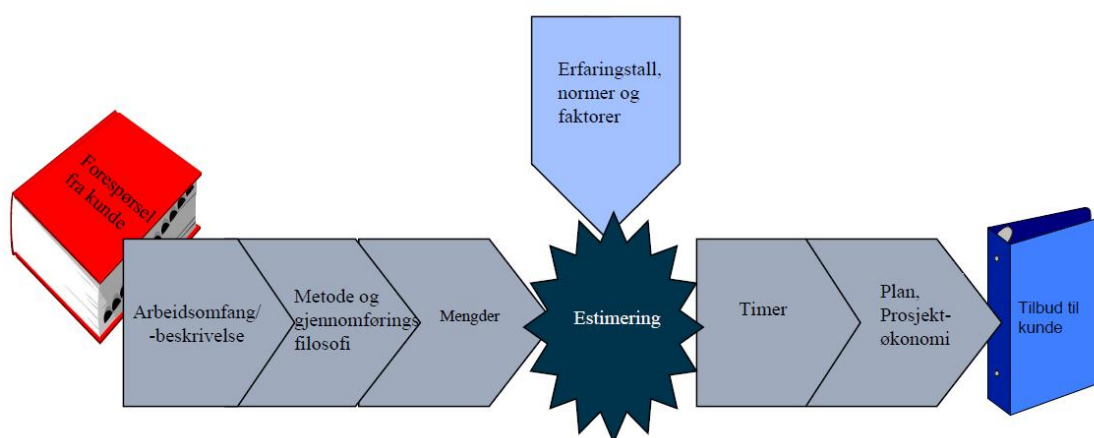 Forespørsel
fra kunde
Arbeidsomfang/
-beskrivelse
Metode og
gjennomførings
filosofi
Mengder
Erfaringstall,
normer og
faktorer
Estimering
Timer
Plan,
Prosjekt-
økonomi
Tilbud til
kunde